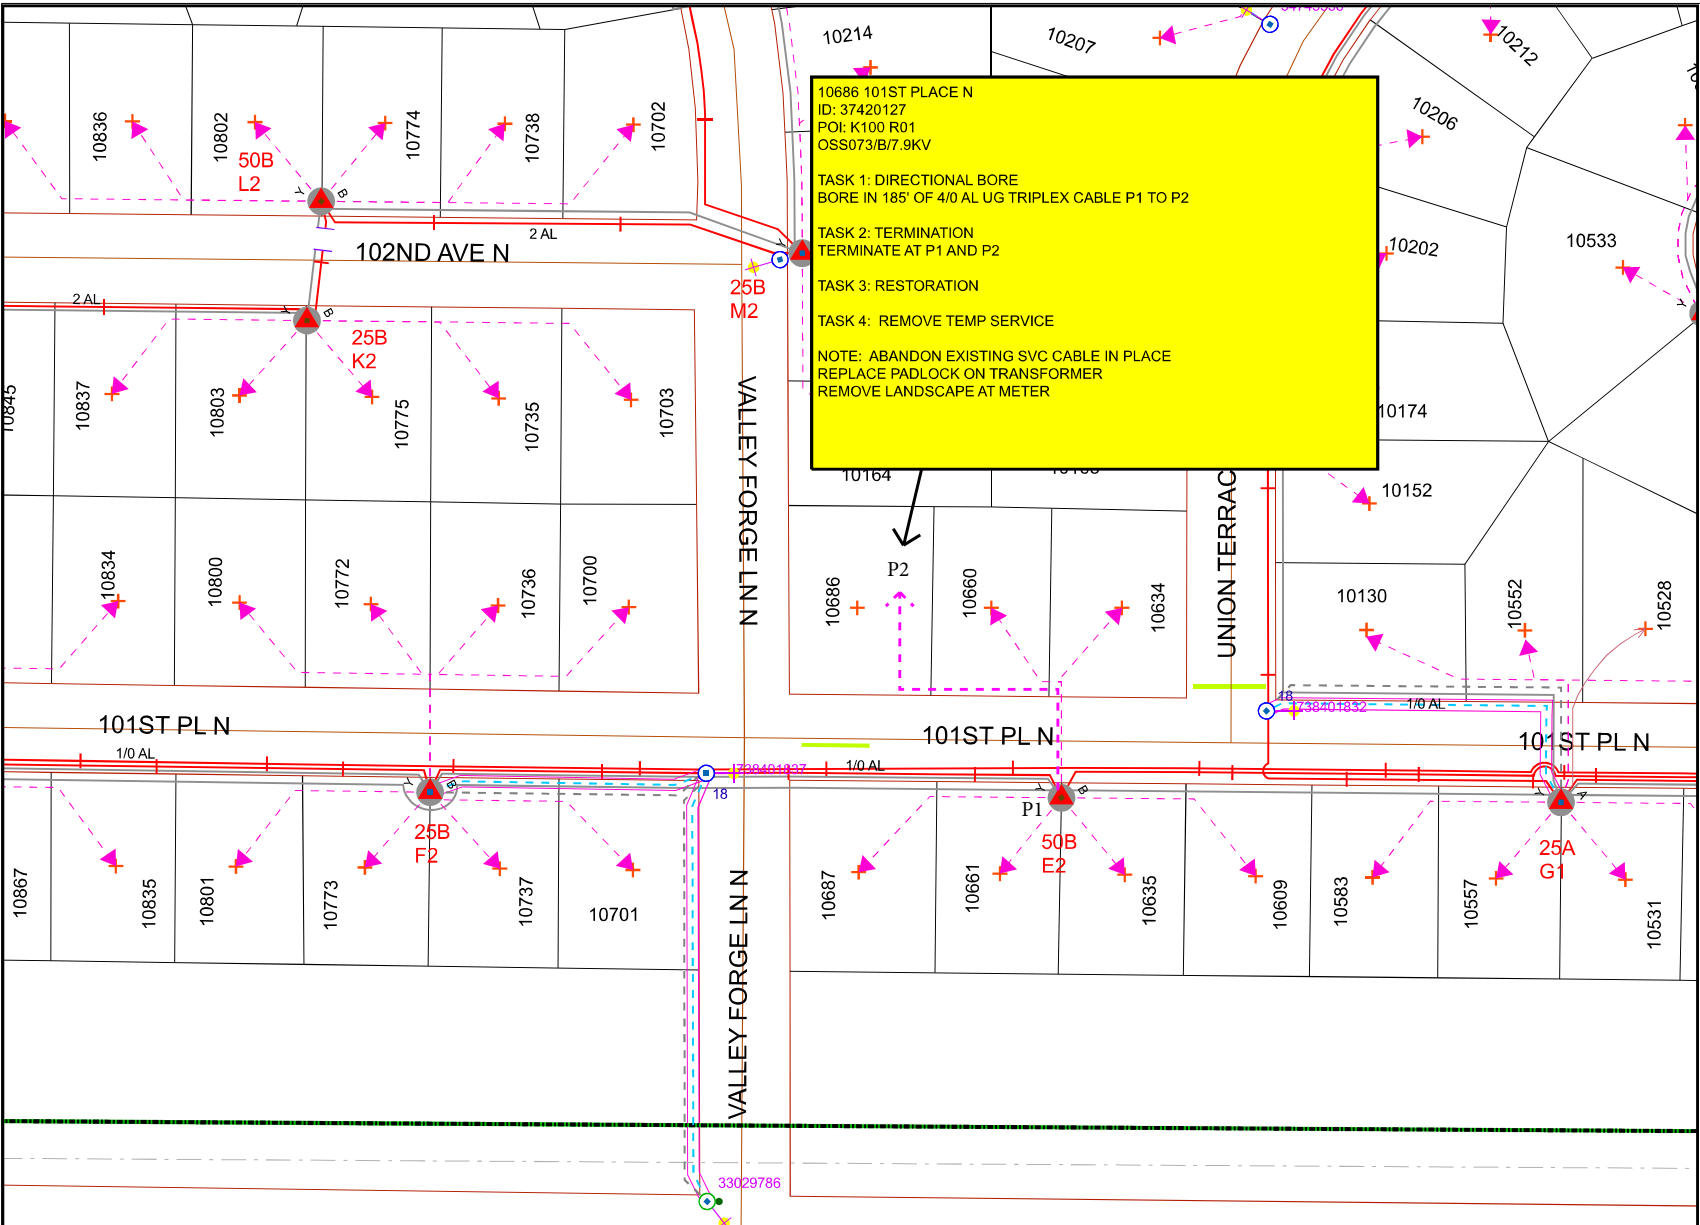 10214
10207
10212
10836
10802
10774
10738
10702
50B
L2
Y
B
10206
10202
10533
10686 101ST PLACE N
ID: 37420127
POI: K100 R01
OSS073/B/7.9KV
TASK 1: DIRECTIONAL BORE
BORE IN 185' OF 4/0 AL UG TRIPLEX CABLE P1 TO P2
TASK 2: TERMINATION
TERMINATE AT P1 AND P2
TASK 3: RESTORATION
TASK 4:  REMOVE TEMP SERVICE
NOTE:  ABANDON EXISTING SVC CABLE IN PLACE
REPLACE PADLOCK ON TRANSFORMER
REMOVE LANDSCAPE AT METER
2 AL
102ND AVE N
Y
25B
M2
2 AL
Y
B
25B
K2
Y
10845
10837
10803
10775
10735
10703
VALLEY FORGE LN N
10174
10164
10152
UNION TERRAC
10834
10800
10772
10736
10700
P2
10686
10660
10634
10130
10552
10528
18
738401832
1/0 AL
101ST PL N
101ST PL N
101ST PL N
1/0 AL
738401837
1/0 AL
18
Y
B
25B
F2
P1
Y
B
50B
E2
Y
A
25A
G1
10867
10835
10801
10773
10737
10701
10687
10661
10635
10609
10583
10557
10531
VALLEY FORGE LN N
33029786